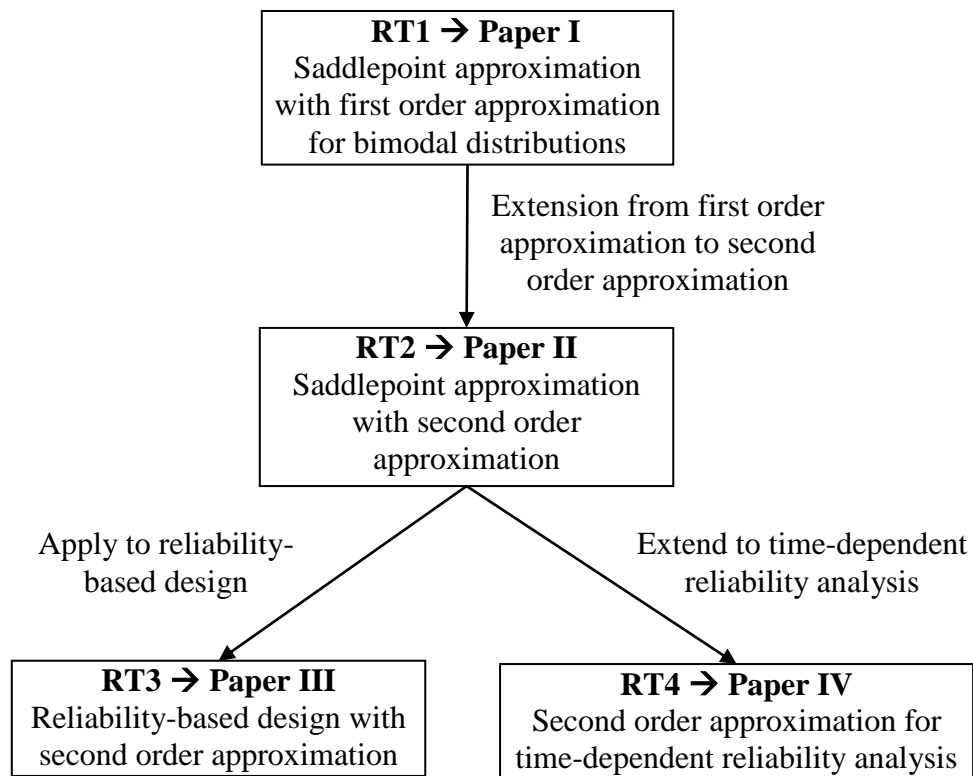 RT1 → Paper I
Saddlepoint approximation
with first order approximation
for bimodal distributions
Extension from first order
approximation to second
order approximation
RT2 → Paper II
Saddlepoint approximation
with second order
approximation
Apply to reliability-
based design
Extend to time-dependent
reliability analysis
RT3 → Paper III
Reliability-based design with
second order approximation
RT4 → Paper IV
Second order approximation for
time-dependent reliability analysis